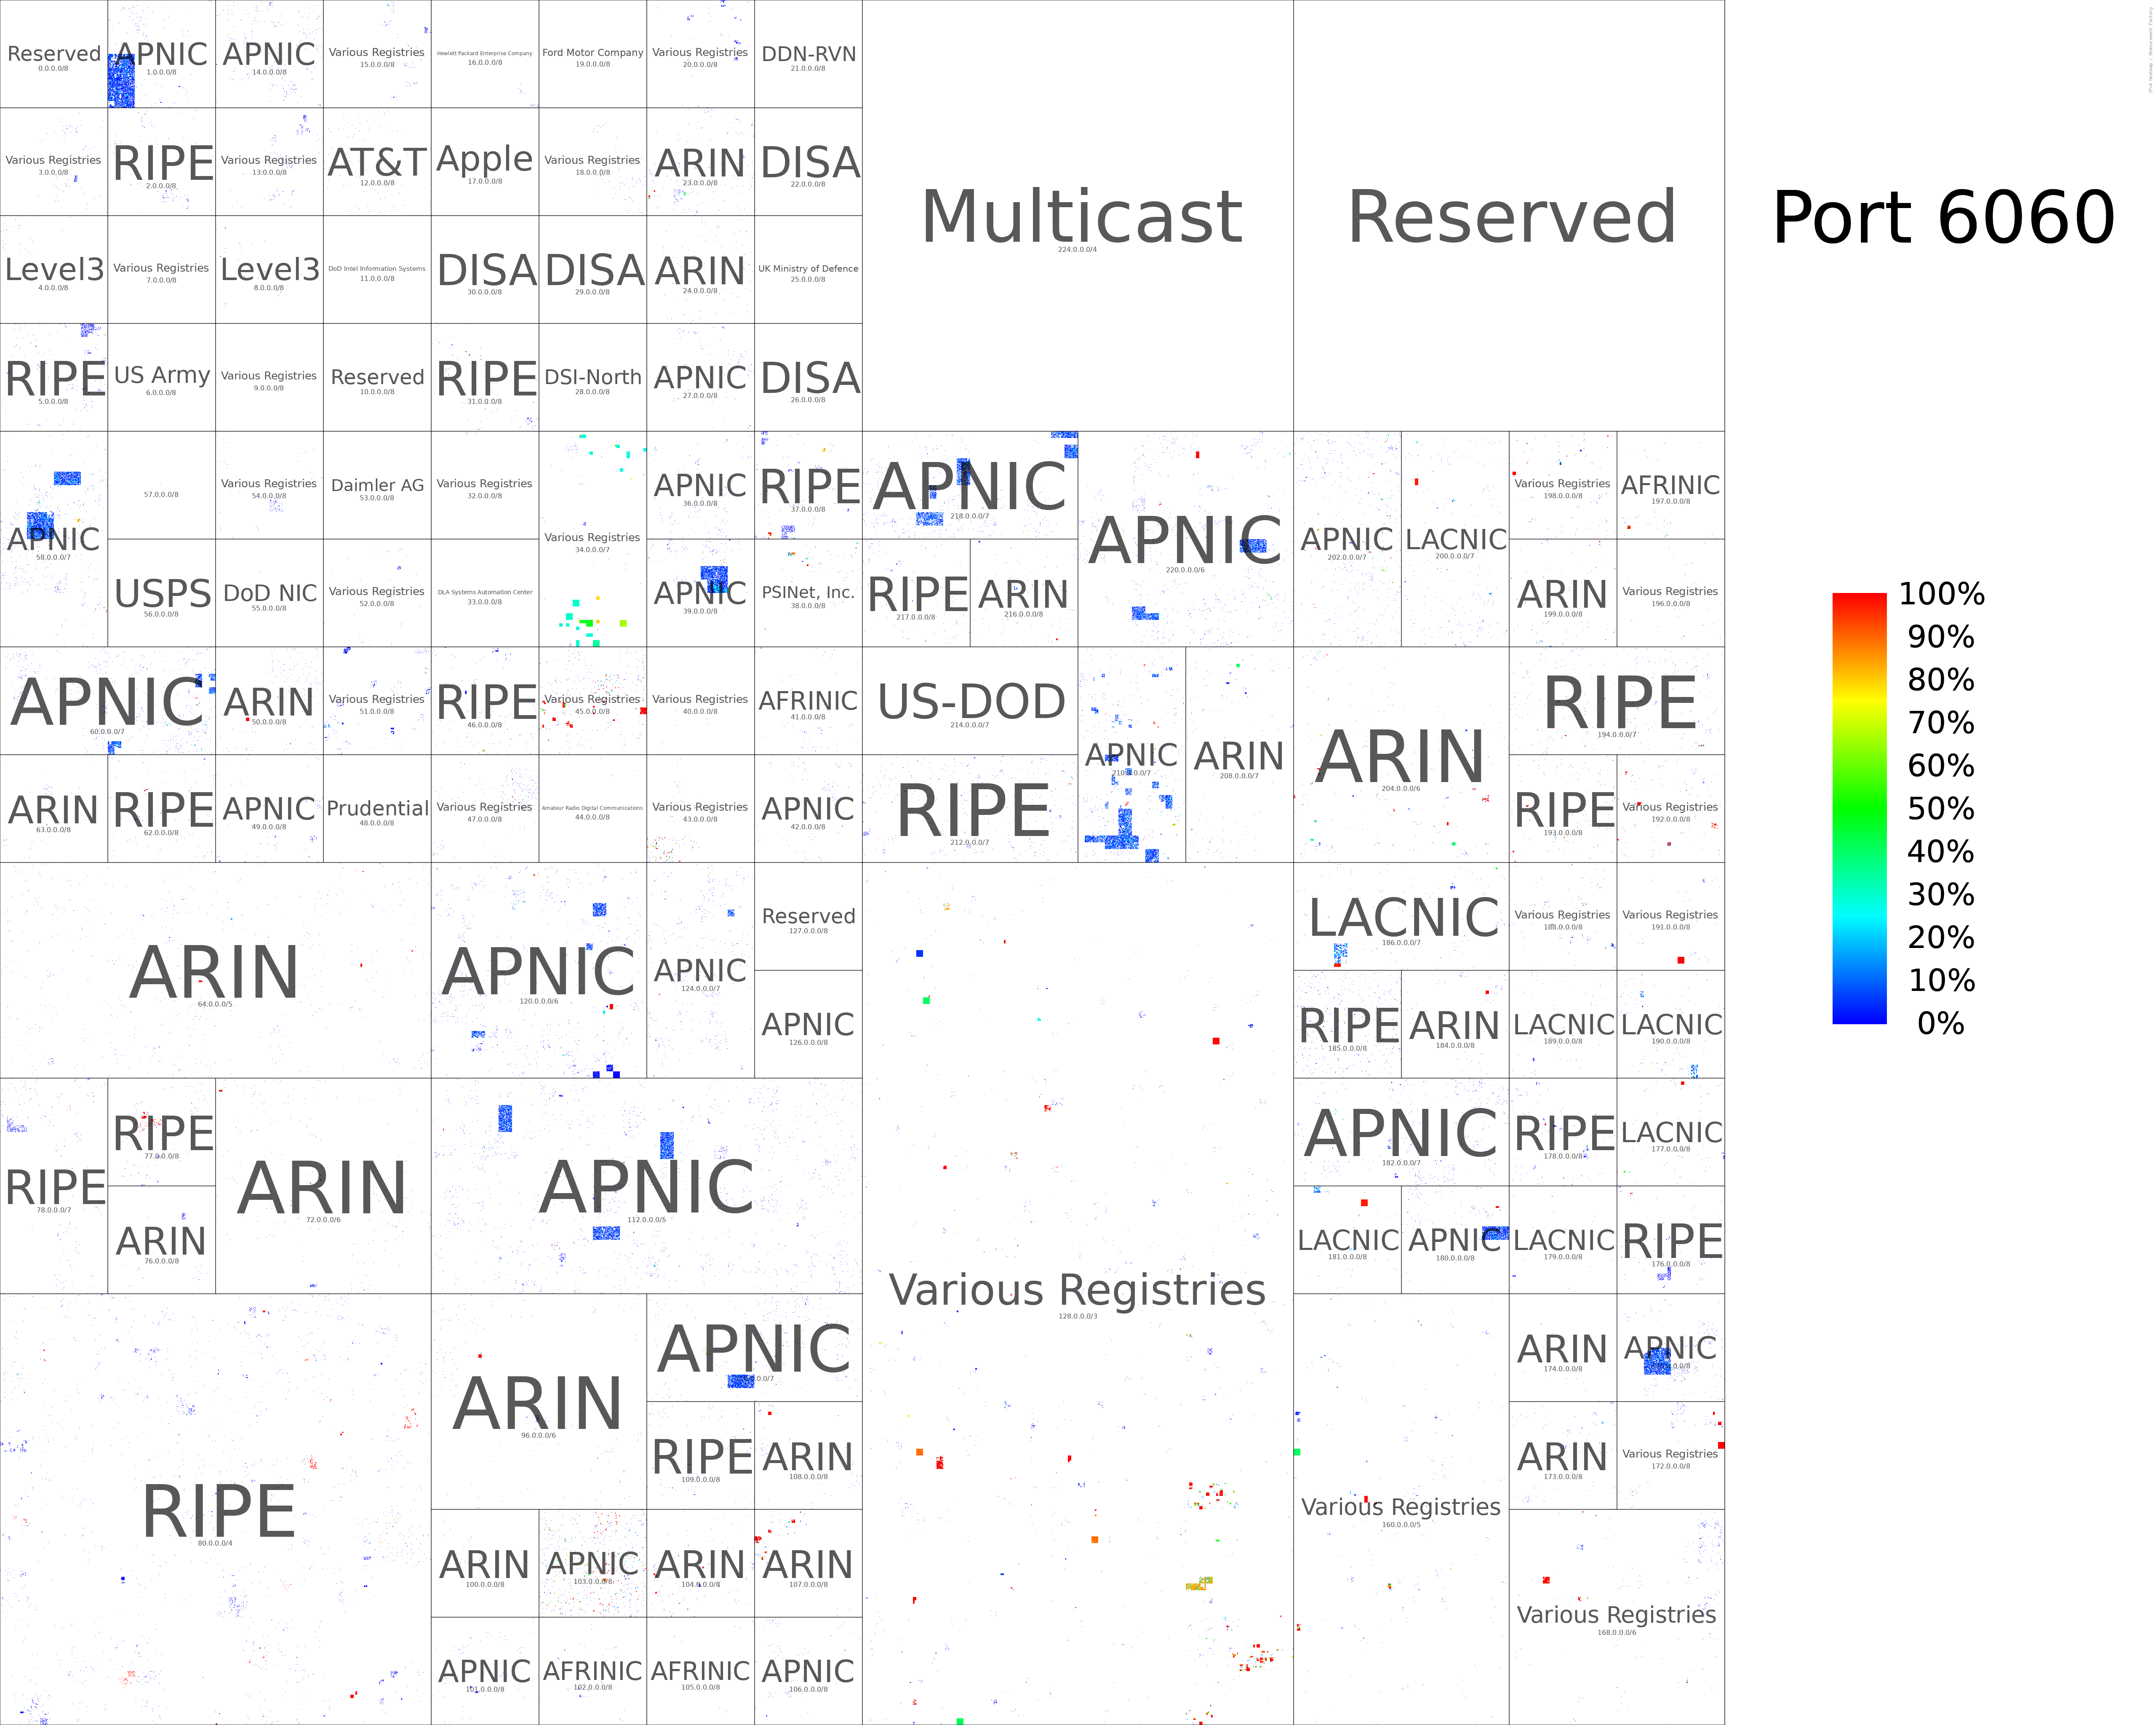 Reserved
0.0.0.0/8
APNIC
1.0.0.0/8
APNIC
14.0.0.0/8
Various Registries
15.0.0.0/8
Hewlett Packard Enterprise Company
16.0.0.0/8
Ford Motor Company
19.0.0.0/8
Various Registries
20.0.0.0/8
DDN-RVN
21.0.0.0/8
Various Registries
3.0.0.0/8
RIPE
2.0.0.0/8
Various Registries
13.0.0.0/8
AT&T
12.0.0.0/8
Apple
17.0.0.0/8
Various Registries
18.0.0.0/8
ARIN
23.0.0.0/8
DISA
22.0.0.0/8
Multicast
224.0.0.0/4
Reserved
Port 6060
Level3
4.0.0.0/8
Various Registries
7.0.0.0/8
Level3
8.0.0.0/8
DoD Intel Information Systems
11.0.0.0/8
DISA
30.0.0.0/8
DISA
29.0.0.0/8
ARIN
24.0.0.0/8
UK Ministry of Defence
25.0.0.0/8
RIPE
5.0.0.0/8
US Army
6.0.0.0/8
Various Registries
9.0.0.0/8
Reserved
10.0.0.0/8
RIPE
31.0.0.0/8
DSI-North
28.0.0.0/8
APNIC
27.0.0.0/8
DISA
26.0.0.0/8
APNIC
58.0.0.0/7
57.0.0.0/8
Various Registries
54.0.0.0/8
Daimler AG
53.0.0.0/8
Various Registries
32.0.0.0/8
Various Registries
34.0.0.0/7
APNIC
36.0.0.0/8
RIPE
37.0.0.0/8
USPS
56.0.0.0/8
DoD NIC
55.0.0.0/8
Various Registries
52.0.0.0/8
DLA Systems Automation Center
33.0.0.0/8
APNIC
39.0.0.0/8
PSINet, Inc.
38.0.0.0/8
APNIC
218.0.0.0/7
APNIC
220.0.0.0/6
RIPE
217.0.0.0/8
ARIN
216.0.0.0/8
APNIC
202.0.0.0/7
LACNIC
200.0.0.0/7
Various Registries
198.0.0.0/8
AFRINIC
197.0.0.0/8
ARIN
199.0.0.0/8
Various Registries
196.0.0.0/8
100%
90%
80%
70%
60%
50%
40%
30%
20%
10%
0%
APNIC
60.0.0.0/7
ARIN
50.0.0.0/8
Various Registries
51.0.0.0/8
RIPE
46.0.0.0/8
Various Registries
45.0.0.0/8
Various Registries
40.0.0.0/8
AFRINIC
41.0.0.0/8
ARIN
63.0.0.0/8
RIPE
62.0.0.0/8
APNIC
49.0.0.0/8
Prudential
48.0.0.0/8
Various Registries
47.0.0.0/8
Amateur Radio Digital Communications
44.0.0.0/8
Various Registries
43.0.0.0/8
APNIC
42.0.0.0/8
US-DOD
214.0.0.0/7
RIPE
212.0.0.0/7
APNIC
210.0.0.0/7
ARIN
208.0.0.0/7
ARIN
204.0.0.0/6
RIPE
194.0.0.0/7
RIPE
193.0.0.0/8
Various Registries
192.0.0.0/8
ARIN
64.0.0.0/5
APNIC
120.0.0.0/6
APNIC
124.0.0.0/7
Reserved
127.0.0.0/8
APNIC
126.0.0.0/8
LACNIC
186.0.0.0/7
Various Registries
188.0.0.0/8
Various Registries
191.0.0.0/8
RIPE
185.0.0.0/8
ARIN
184.0.0.0/8
LACNIC
189.0.0.0/8
LACNIC
190.0.0.0/8
RIPE
78.0.0.0/7
RIPE
77.0.0.0/8
ARIN
76.0.0.0/8
ARIN
72.0.0.0/6
APNIC
112.0.0.0/5
Various Registries
128.0.0.0/3
APNIC
182.0.0.0/7
RIPE
178.0.0.0/8
LACNIC
177.0.0.0/8
LACNIC
181.0.0.0/8
APNIC
180.0.0.0/8
LACNIC
179.0.0.0/8
RIPE
176.0.0.0/8
RIPE
80.0.0.0/4
ARIN
96.0.0.0/6
APNIC
RIPE
109.0.0.0/8
ARIN
108.0.0.0/8
ARIN
100.0.0.0/8
APNIC
103.0.0.0/8
ARIN
104.0.0.0/8
ARIN
107.0.0.0/8
APNIC
101.0.0.0/8
AFRINIC
102.0.0.0/8
AFRINIC
105.0.0.0/8
APNIC
106.0.0.0/8
Various Registries
160.0.0.0/5
ARIN
174.0.0.0/8
APNIC
ARIN
173.0.0.0/8
Various Registries
172.0.0.0/8
Various Registries
168.0.0.0/6